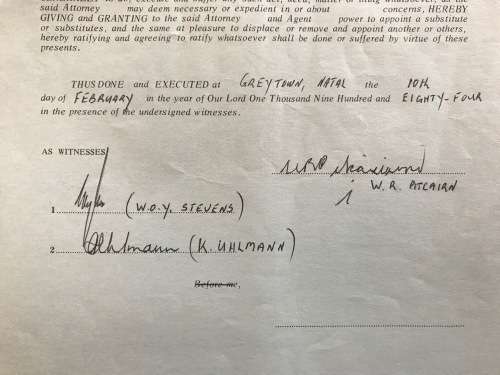 said Attorney may deem necessary or expedient in or about concerns, HEREBY
GIVING and GRANTING to the said Attorney and Agent power to appoint a substitute
or substitutes, and the same at pleasure to displace or remove and appoint another or others,
hereby ratifying and agreeing to ratify whatsoever shall be done or suffered by virtue of these
presents.
THUS DONE and EXECUTED at GREYTOWN, NATAL the 10th
day of FEBRUARY in the year of Our Lord One Thousand Nine Hundred and EIGHTY-FOUR
in the presence of the undersigned witnesses.
AS WITNESSES
W.R. PITCAIRN
1 (W.O.Y. STEVENS)
2 Uhlmann (K. UHLMANN)
Before me,